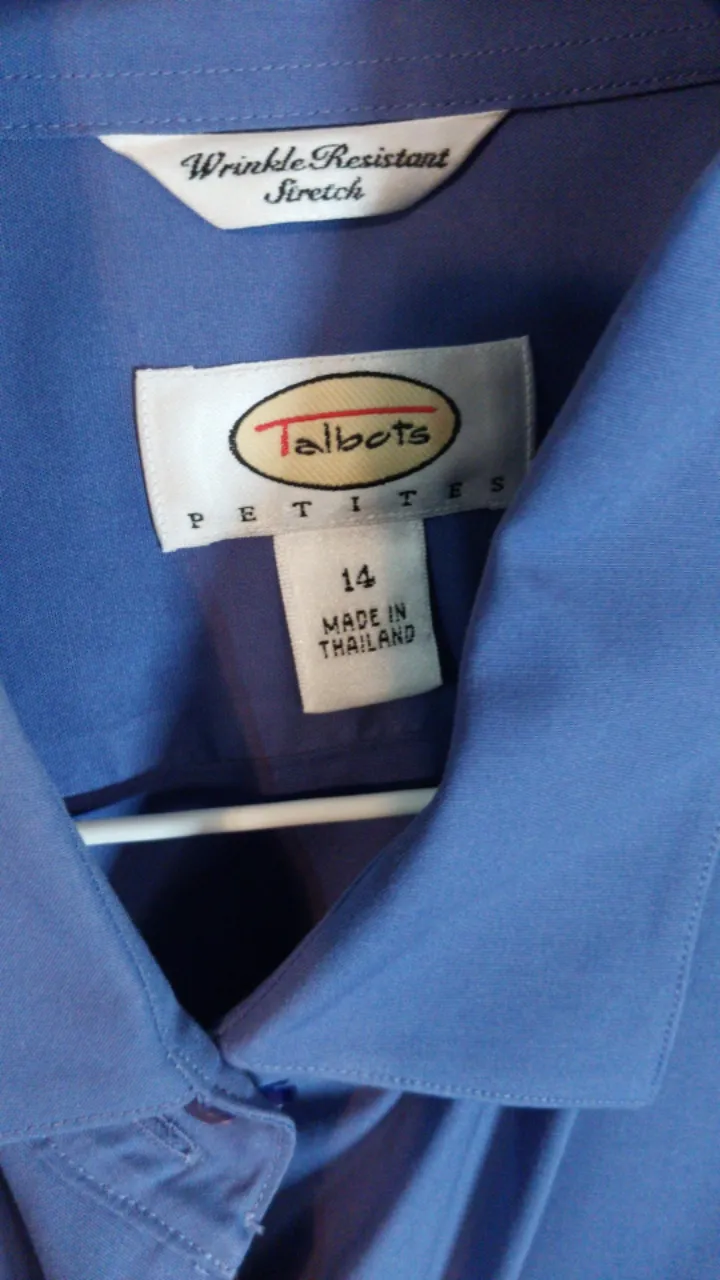 Wrinkle Resistant
Stretch
Talbots
PETITES
14
MADE IN
THAILAND